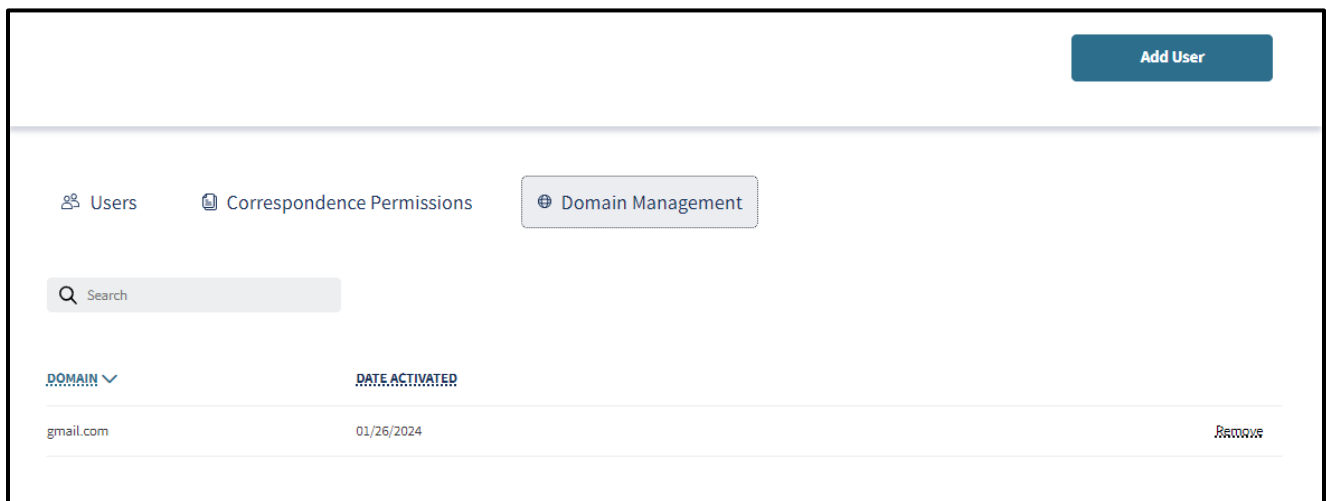 Add User
Users Correspondence Permissions Domain Management
Search
DOMAIN DATE ACTIVATED
gmail.com 01/26/2024 Remove